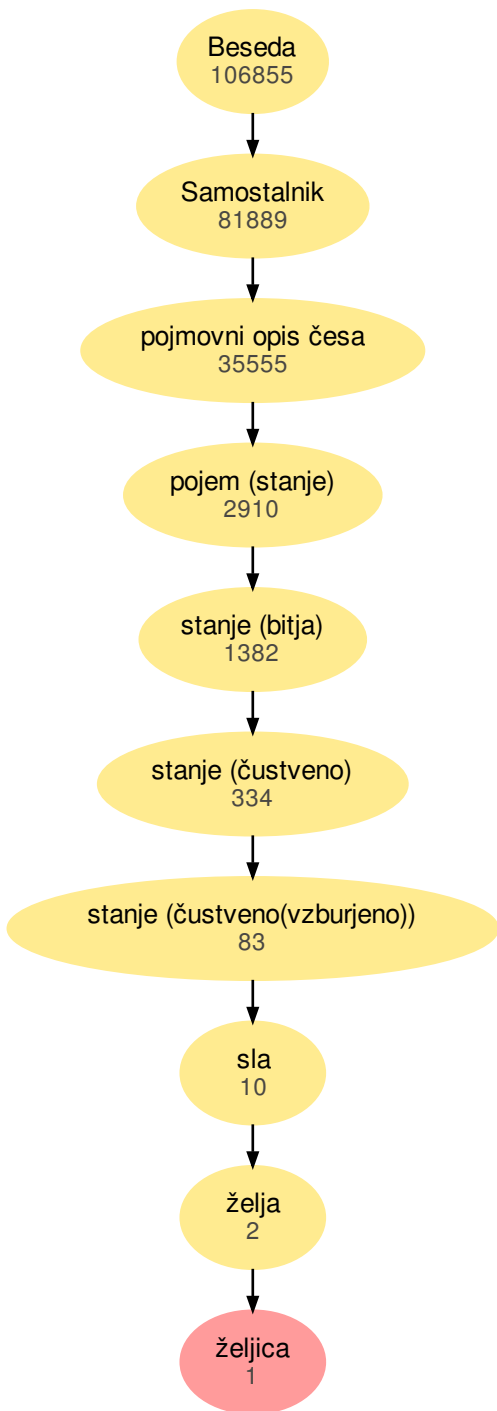 Beseda
106855
Samostalnik
81889
pojmovni opis česa
35555
pojem (stanje)
2910
stanje (bitja)
1382
stanje (čustveno)
334
stanje (čustveno(vzburjeno))
83
sla
10
želja
2
željica
1